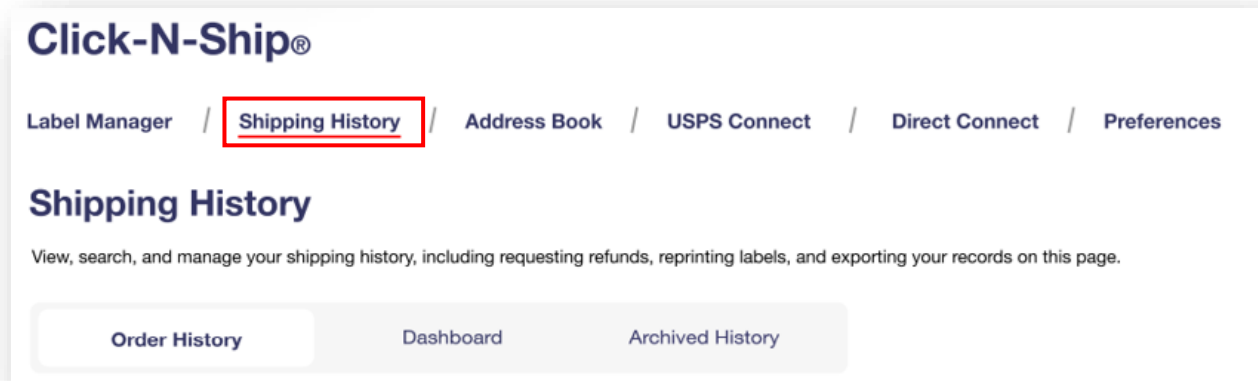 Click-N-Ship®
Label Manager / Shipping History / Address Book / USPS Connect / Direct Connect / Preferences
Shipping History
View, search, and manage your shipping history, including requesting refunds, reprinting labels, and exporting your records on this page.
Order History Dashboard Archived History